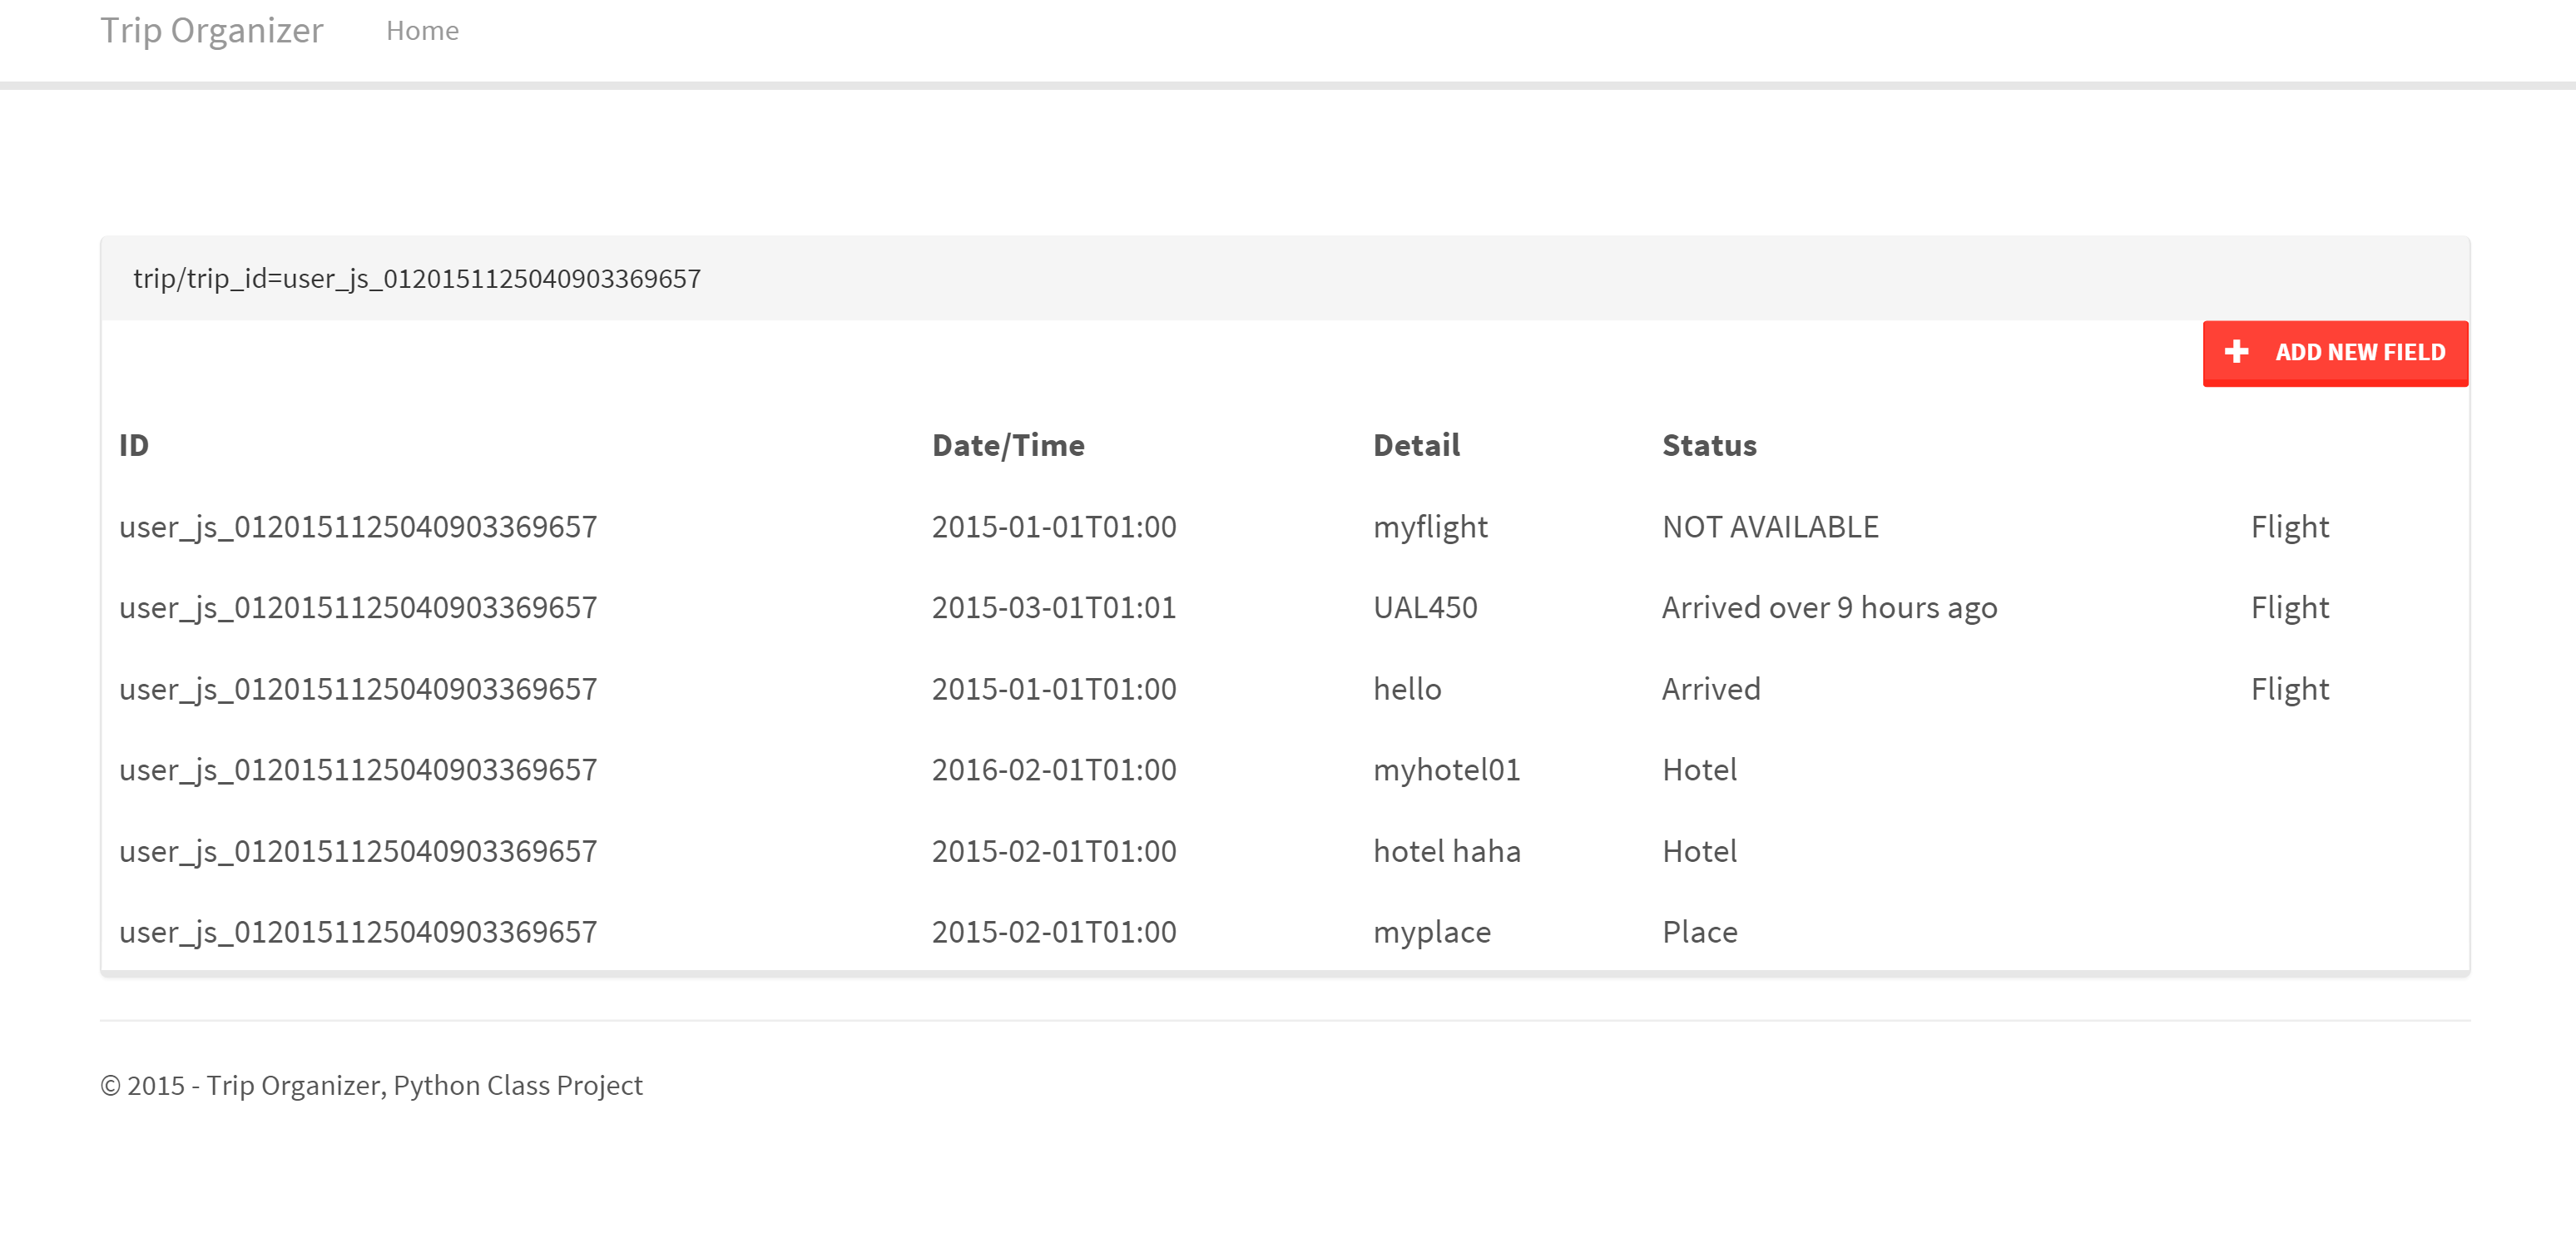 Trip Organizer Home
trip/trip_id=user_js_0120151125040903369657
ADD NEW FIELD
ID Date/Time Detail Status
user_js_0120151125040903369657 2015-01-01T01:00 myflight NOT AVAILABLE Flight
user_js_0120151125040903369657 2015-03-01T01:01 UAL450 Arrived over 9 hours ago Flight
user_js_0120151125040903369657 2015-01-01T01:00 hello Arrived Flight
user_js_0120151125040903369657 2016-02-01T01:00 myhotel01 Hotel
user_js_0120151125040903369657 2015-02-01T01:00 hotel haha Hotel
user_js_0120151125040903369657 2015-02-01T01:00 myplace Place
© 2015 - Trip Organizer, Python Class Project